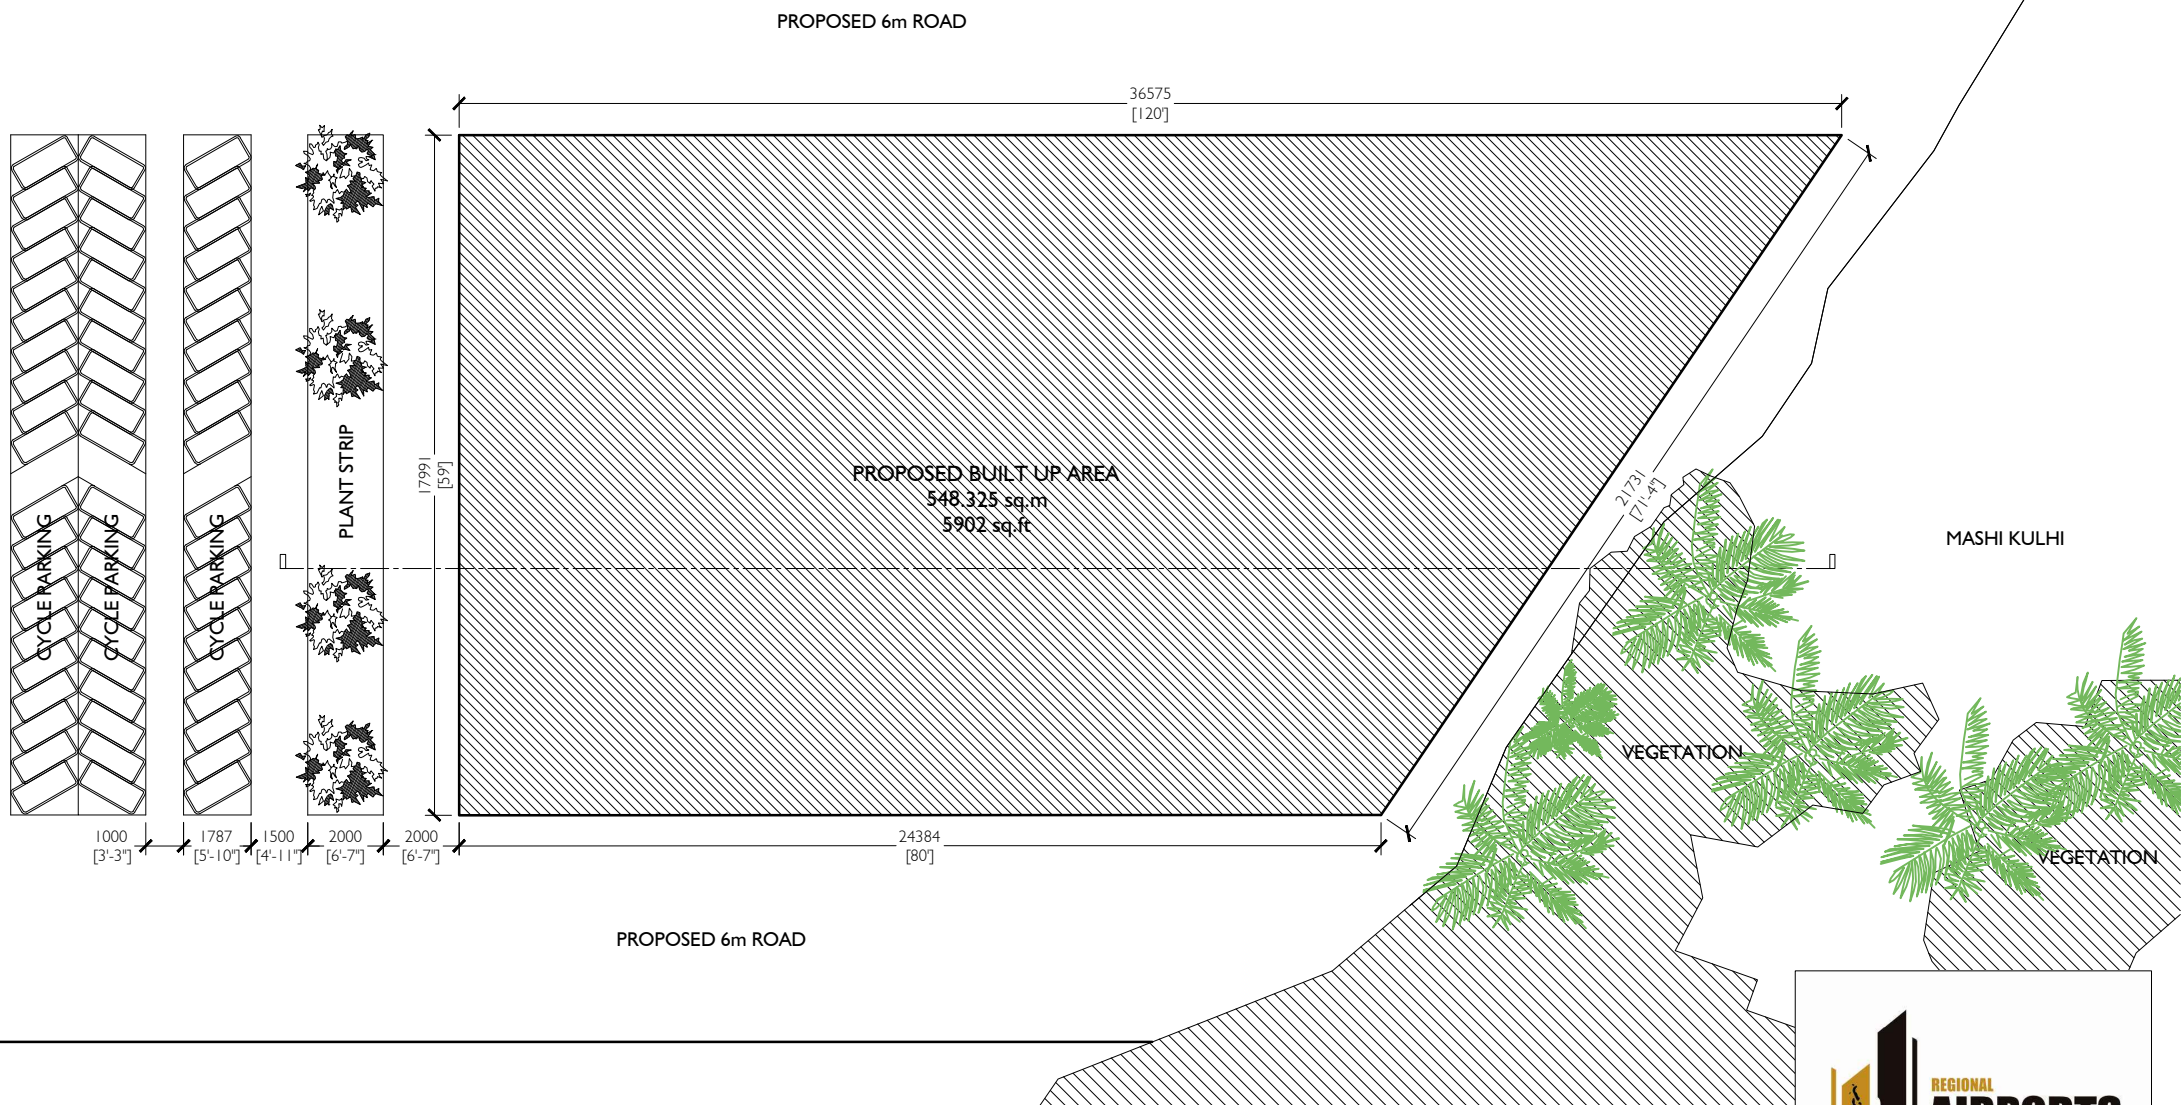 PROPOSED 6m ROAD
36575
[120']
17991
[59']
PLANT STRIP
PROPOSED BUILT UP AREA
548.325 sq.m
5902 sq.ft
21731
[71'-4"]
MASHI KULHI
CYCLE PARKING
CYCLE PARKING
CYCLE PARKING
VEGETATION
1000
[3'-3"]
1787
[5'-10"]
1500
[4'-11"]
2000
[6'-7"]
2000
[6'-7"]
24384
[80']
VEGETATION
PROPOSED 6m ROAD
REGIONAL
AIRPORTS